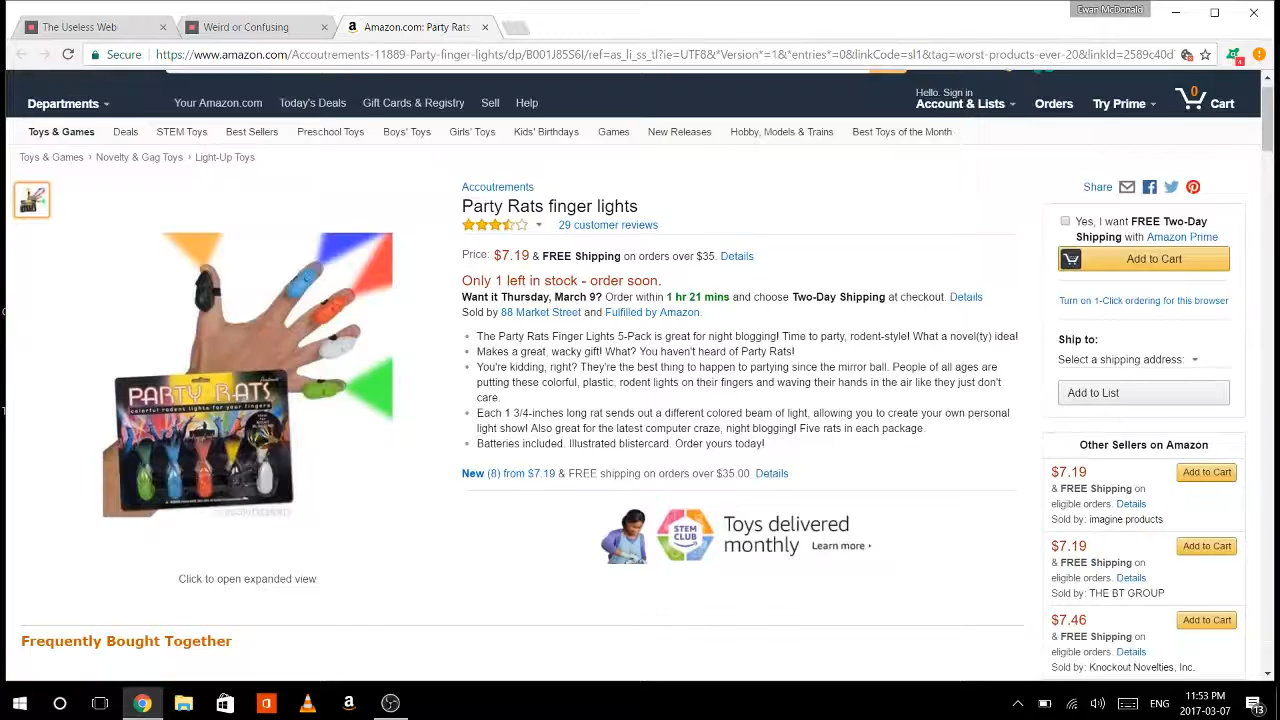 Ewan McDonald
The Useless Web
Weird or Confusing
Amazon.com: Party Rats
Secure
https://www.amazon.com/Accoutrements-11889-Party-finger-lights/dp/B001J85S6I/ref=as_li_ss_tl?ie=UTF8&*Version*=1&*entries*=0&linkCode=sl1&tag=worst-products-ever-20&linkId=2589c40d
Departments
Your Amazon.com
Today's Deals
Gift Cards & Registry
Sell
Help
Hello. Sign in
Account & Lists
Orders
Try Prime
0
Cart
Toys & Games
Deals
STEM Toys
Best Sellers
Preschool Toys
Boys' Toys
Girls' Toys
Kids' Birthdays
Games
New Releases
Hobby, Models & Trains
Best Toys of the Month
Toys & Games › Novelty & Gag Toys › Light-Up Toys
Accoutrements
Party Rats finger lights
29 customer reviews
Price: $7.19 & FREE Shipping on orders over $35. Details
Only 1 left in stock - order soon.
Want it Thursday, March 9? Order within 1 hr 21 mins and choose Two-Day Shipping at checkout. Details
Sold by 88 Market Street and Fulfilled by Amazon.
The Party Rats Finger Lights 5-Pack is great for night blogging! Time to party, rodent-style! What a novel(ty) idea!
Makes a great, wacky gift! What? You haven't heard of Party Rats!
You're kidding, right? They're the best thing to happen to partying since the mirror ball. People of all ages are
putting these colorful, plastic, rodent lights on their fingers and waving their hands in the air like they just don't
care.
Each 1 3/4-inches long rat sends out a different colored beam of light, allowing you to create your own personal
light show! Also great for the latest computer craze, night blogging! Five rats in each package.
Batteries included. Illustrated blistercard. Order yours today!
New (8) from $7.19 & FREE shipping on orders over $35.00 Details
PARTY RATS
colorful rodent lights for your fingers
Click to open expanded view
STEM
CLUB
Toys delivered
monthly
Learn more
Frequently Bought Together
Share
Yes, I want FREE Two-Day
Shipping with Amazon Prime
Add to Cart
Turn on 1-Click ordering for this browser
Ship to:
Select a shipping address:
Add to List
Other Sellers on Amazon
$7.19
Add to Cart
& FREE Shipping on
eligible orders. Details
Sold by: imagine products
$7.19
Add to Cart
& FREE Shipping on
eligible orders. Details
Sold by: THE BT GROUP
$7.46
Add to Cart
& FREE Shipping on
eligible orders. Details
Sold by: Knockout Novelties, Inc.
ENG
11:53 PM
2017-03-07
13